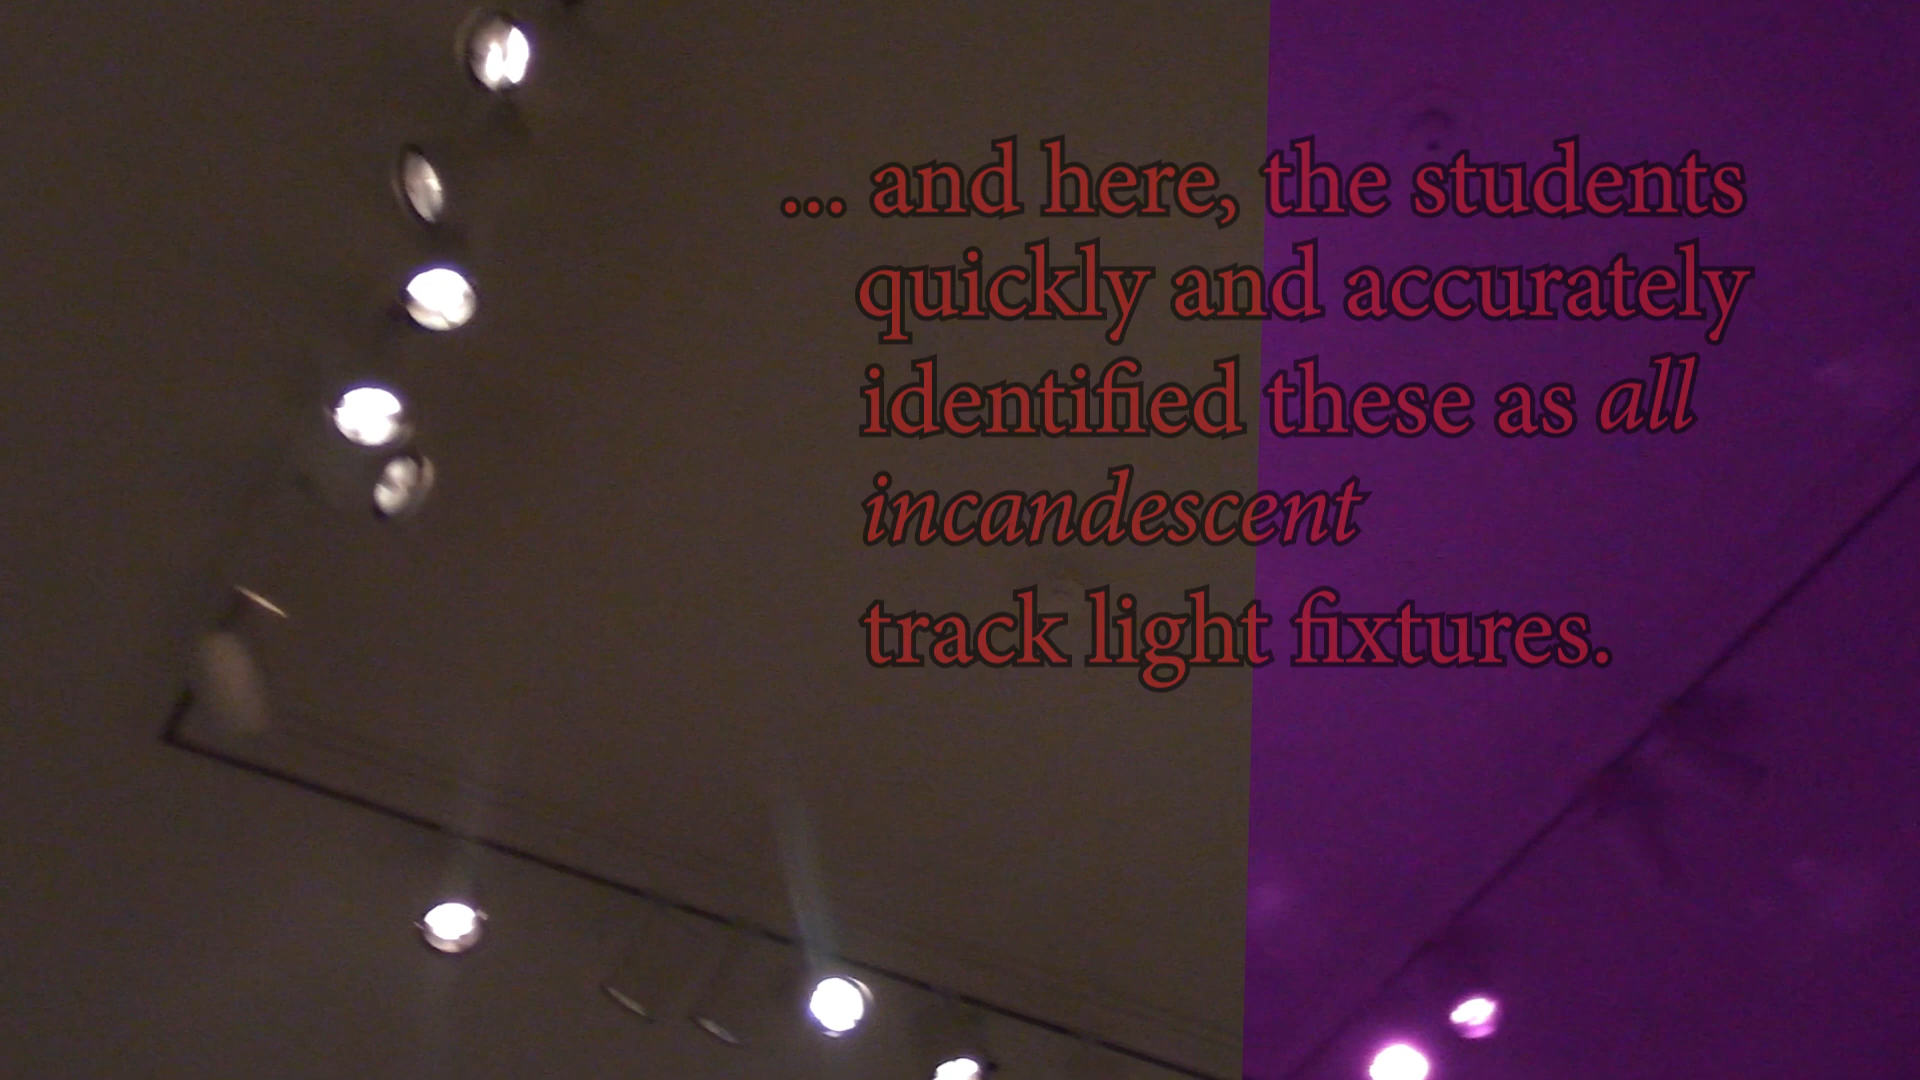 ... and here, the students
quickly and accurately
identified these as all
incandescent
track light fixtures.